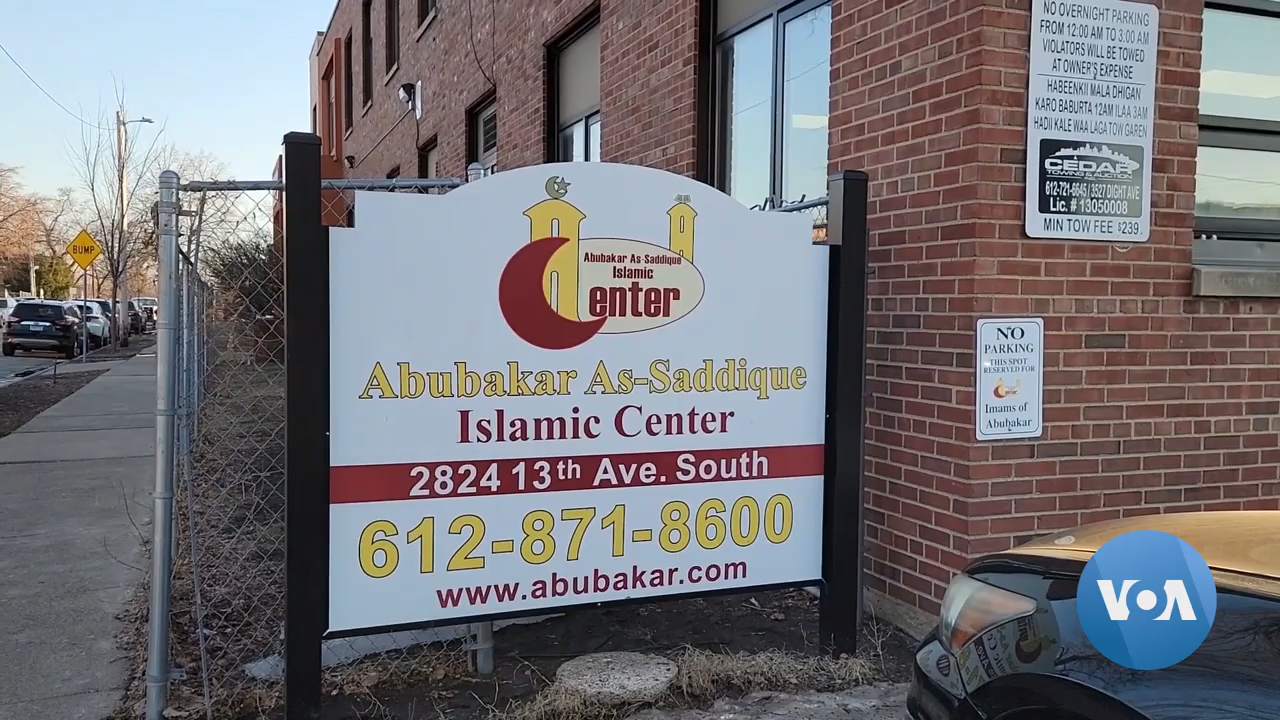 NO OVERNIGHT PARKING
FROM 12:00 AM TO 3:00 AM
VIOLATORS WILL BE TOWED
AT OWNER'S EXPENSE
HABEENKII MALA DHIGAN
KARO BABURTA 12AM ILAA 3AM
HADII KALE WAA LAGA TOW GAREN
CEDAR
TOWING & AUCTION
612-721-6645 / 3527 DIGHT AVE
Lic. # 13050008
MIN TOW FEE $239.
BUMP
Abubakar As-Saddique
Islamic
Center
Abubakar As-Saddique
Islamic Center
2824 13th Ave. South
612-871-8600
www.abubakar.com
NO
PARKING
THIS SPOT
RESERVED FOR
Center
Imams of
Abubakar
VOA